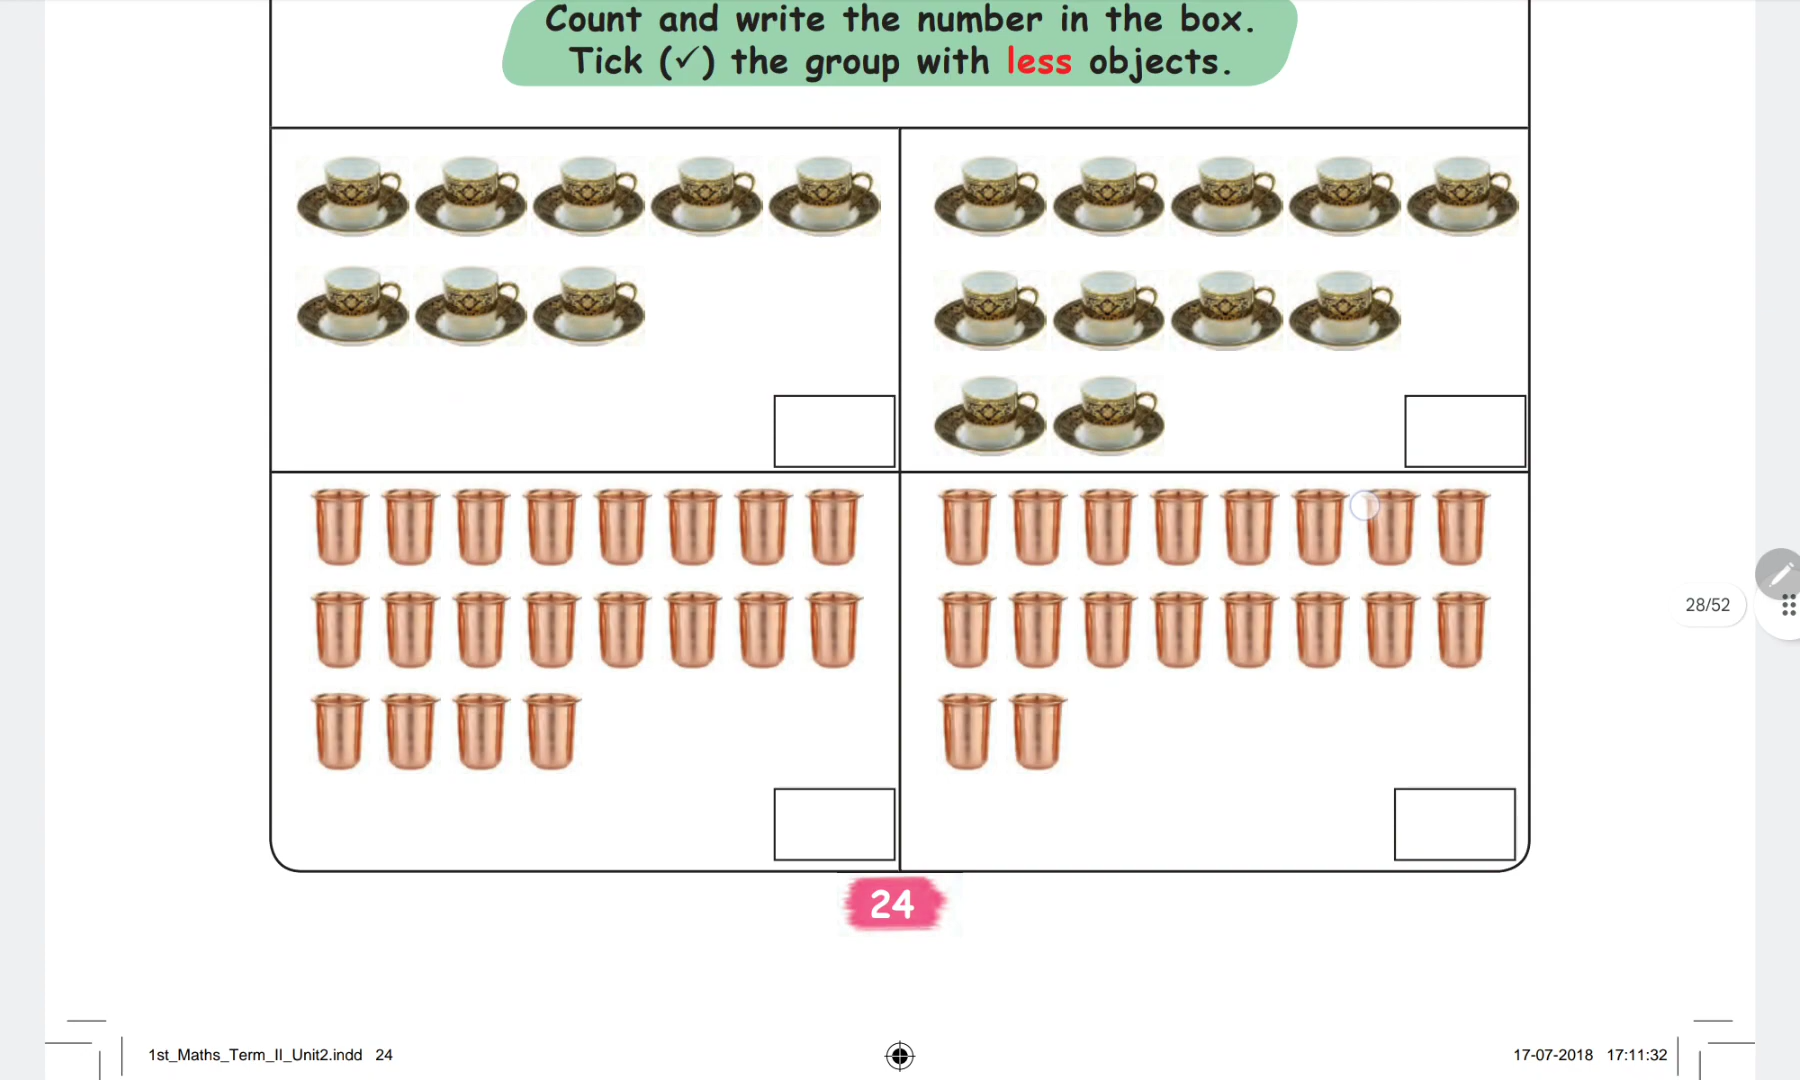 Count and write the number in the box.
Tick (✓) the group with less objects.
28/52
24
1st_Maths_Term_II_Unit2.indd 24
17-07-2018 17:11:32